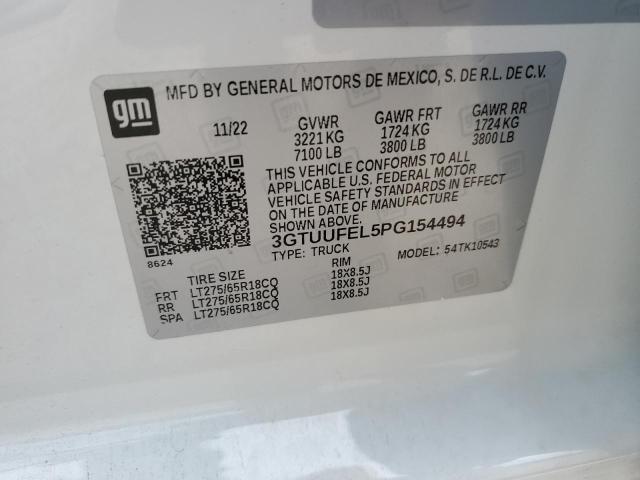 gm
MFD BY GENERAL MOTORS DE MEXICO, S. DE R.L. DE C.V.
11/22 GVWR GAWR FRT GAWR RR
3221 KG 1724 KG 1724 KG
7100 LB 3800 LB 3800 LB
THIS VEHICLE CONFORMS TO ALL
APPLICABLE U.S. FEDERAL MOTOR
VEHICLE SAFETY STANDARDS IN EFFECT
ON THE DATE OF MANUFACTURE
SHOWN ABOVE.
3GTUUFEL5PG154494
TYPE: TRUCK MODEL: 54TK10543
8624
TIRE SIZE RIM
FRT LT275/65R18CQ 18X8.5J
RR LT275/65R18CQ 18X8.5J
SPA LT275/65R18CQ 18X8.5J